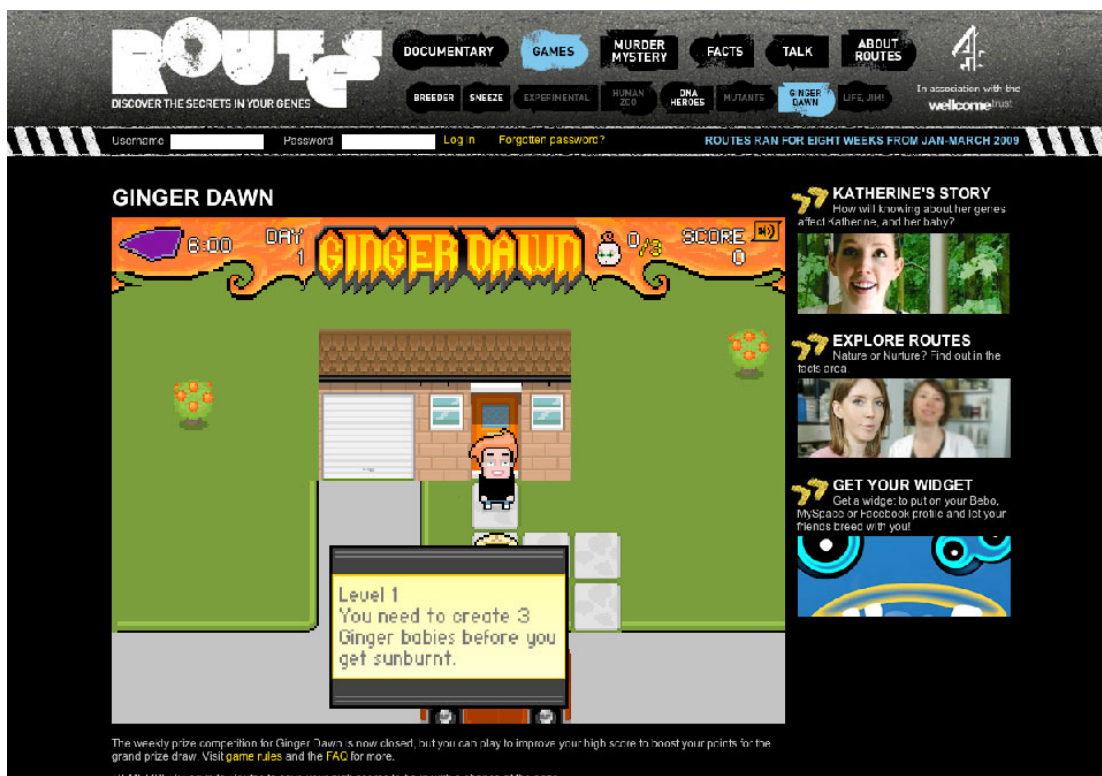 ROUTES
DISCOVER THE SECRETS IN YOUR GENES
DOCUMENTARY
GAMES
MURDER
MYSTERY
FACTS
TALK
ABOUT
ROUTES
4
BREEDER
SNEEZE
EXPERIMENTAL
HUMAN
ZOO
DNA
HEROES
MUTANTS
GINGER
DAWN
LIFE, JIM!
In association with the
wellcometrust
Username
Password
Log in
Forgotten password?
ROUTES RAN FOR EIGHT WEEKS FROM JAN-MARCH 2009
GINGER DAWN
6:00
DAY
1
GINGER DAWN
0/3
SCORE
0
Level 1
You need to create 3
Ginger babies before you
get sunburnt.
KATHERINE'S STORY
How will knowing about her genes
affect Katherine, and her baby?
EXPLORE ROUTES
Nature or Nurture? Find out in the
facts area.
GET YOUR WIDGET
Get a widget to put on your Bebo,
MySpace or Facebook profile and let your
friends breed with you!
The weekly prize competition for Ginger Dawn is now closed, but you can play to improve your high score to boost your points for the
grand prize draw. Visit game rules and the FAQ for more.